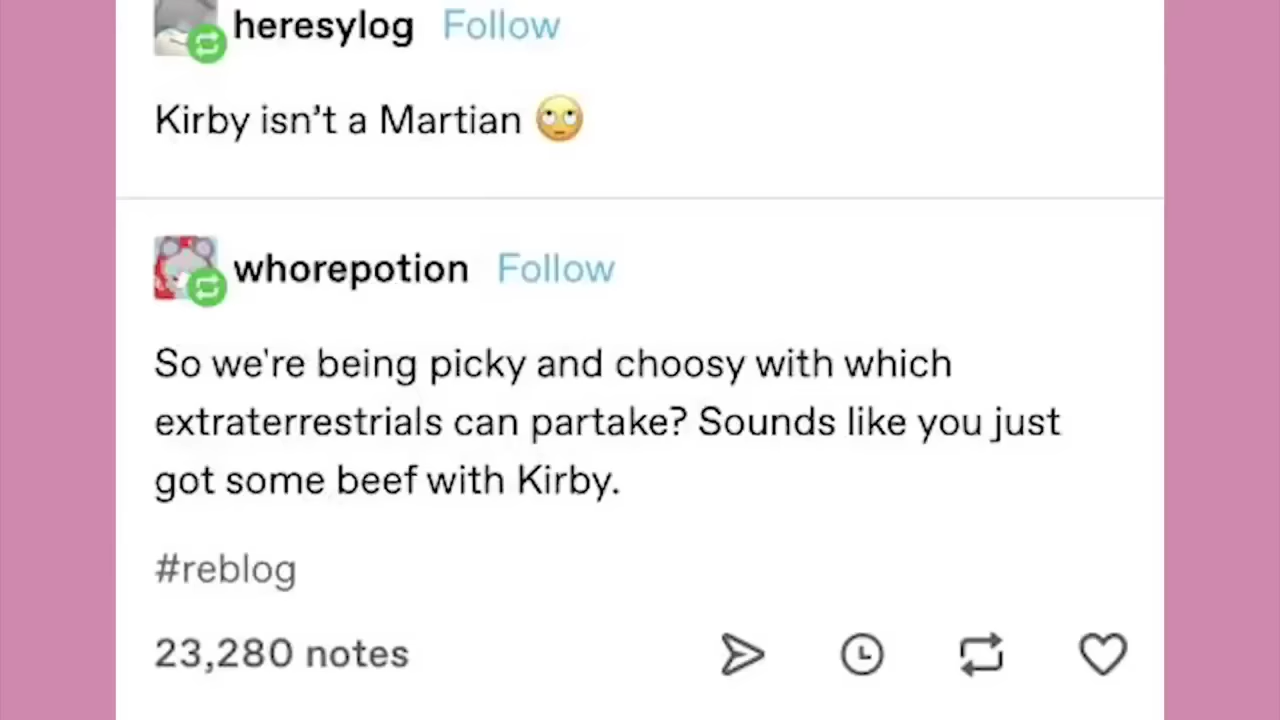 heresylog Follow
Kirby isn’t a Martian 🙄
whorepotion Follow
So we're being picky and choosy with which
extraterrestrials can partake? Sounds like you just
got some beef with Kirby.
#reblog
23,280 notes